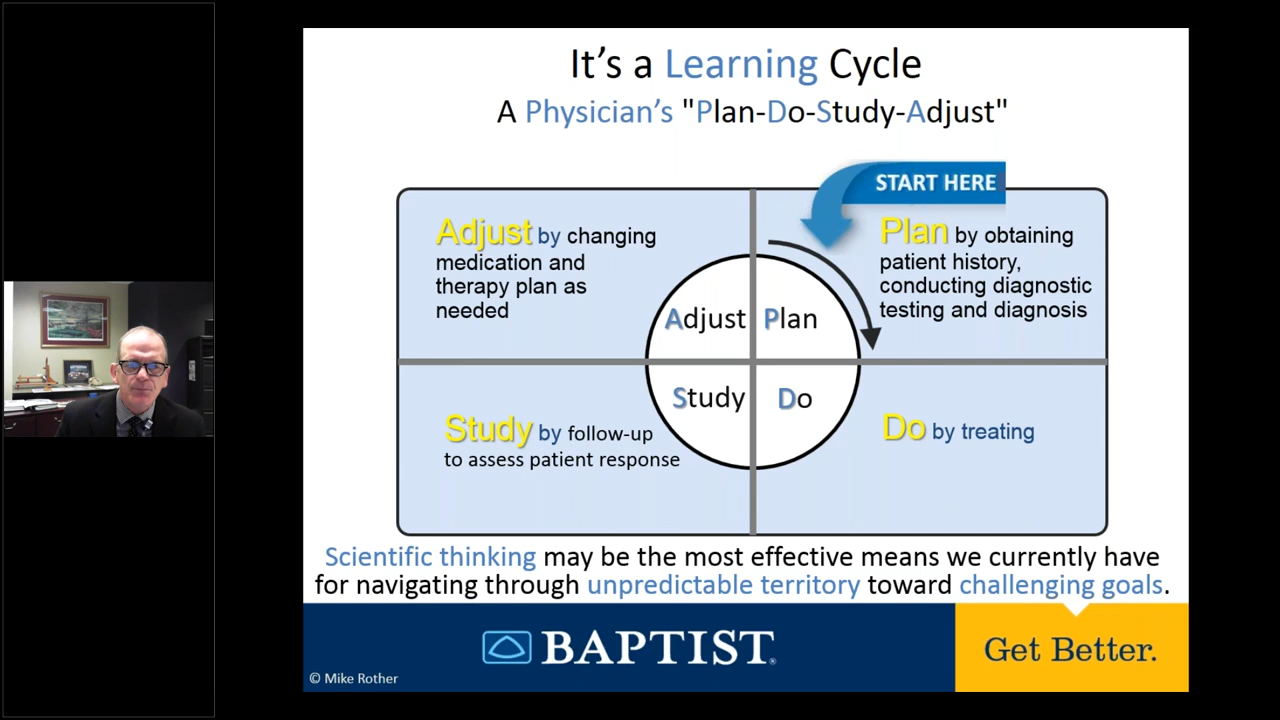 It's a Learning Cycle
A Physician's "Plan-Do-Study-Adjust"
START HERE
Adjust by changing
medication and
therapy plan as
needed
Plan by obtaining
patient history,
conducting diagnostic
testing and diagnosis
Adjust
Plan
Study
Do
Study by follow-up
to assess patient response
Do by treating
Scientific thinking may be the most effective means we currently have
for navigating through unpredictable territory toward challenging goals.
BAPTIST
Get Better.
© Mike Rother